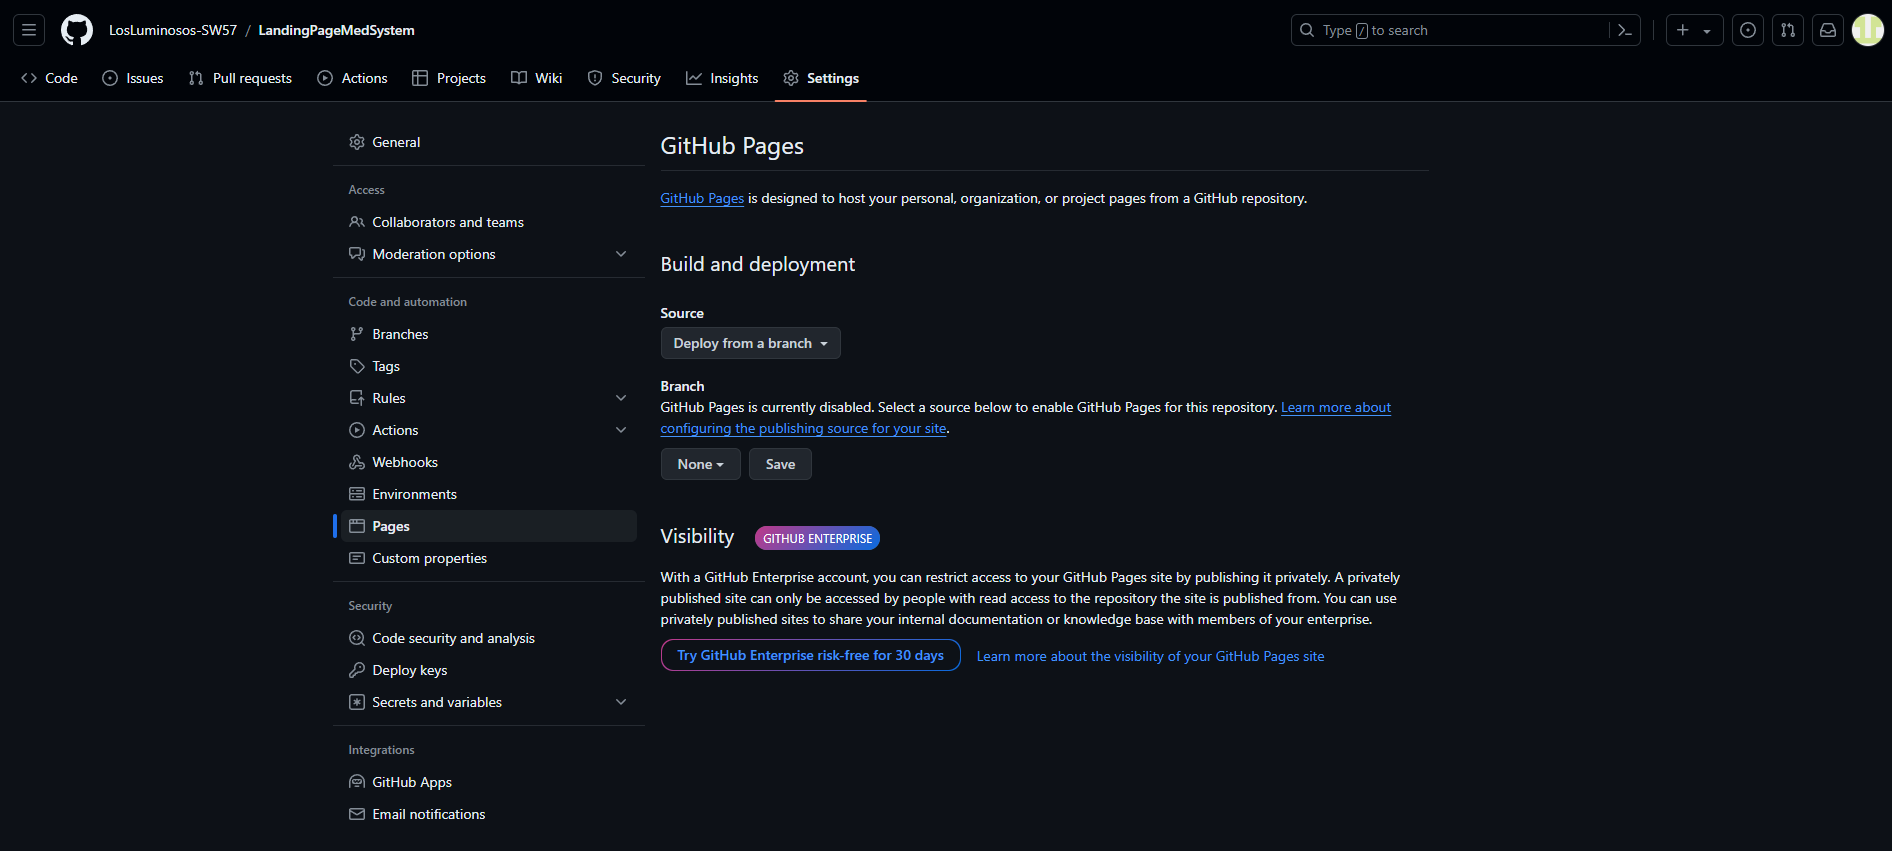 LosLuminosos-SW57 / LandingPageMedSystem
Type / to search
Code
Issues
Pull requests
Actions
Projects
Wiki
Security
Insights
Settings
General
Access
Collaborators and teams
Moderation options
Code and automation
Branches
Tags
Rules
Actions
Webhooks
Environments
Pages
Custom properties
Security
Code security and analysis
Deploy keys
Secrets and variables
Integrations
GitHub Apps
Email notifications
GitHub Pages
GitHub Pages is designed to host your personal, organization, or project pages from a GitHub repository.
Build and deployment
Source
Deploy from a branch
Branch
GitHub Pages is currently disabled. Select a source below to enable GitHub Pages for this repository. Learn more about
configuring the publishing source for your site.
None
Save
Visibility
GITHUB ENTERPRISE
With a GitHub Enterprise account, you can restrict access to your GitHub Pages site by publishing it privately. A privately
published site can only be accessed by people with read access to the repository the site is published from. You can use
privately published sites to share your internal documentation or knowledge base with members of your enterprise.
Try GitHub Enterprise risk-free for 30 days
Learn more about the visibility of your GitHub Pages site